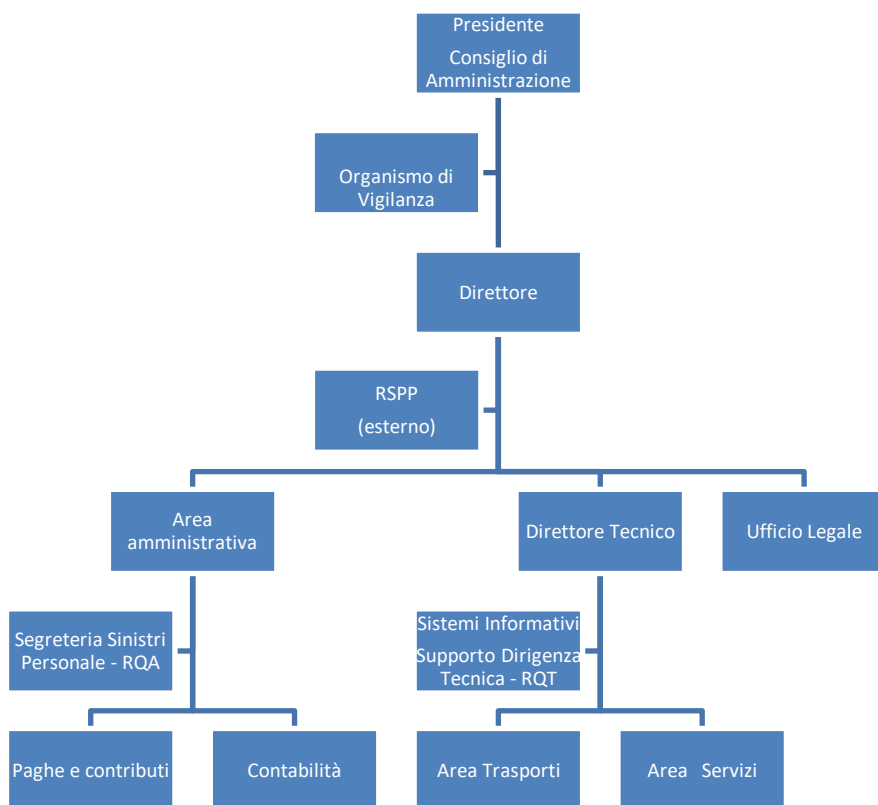 Presidente
Consiglio di
Amministrazione
Organismo di
Vigilanza
Direttore
RSPP
(esterno)
Area
amministrativa
Direttore Tecnico
Ufficio Legale
Segreteria Sinistri
Personale - RQA
Sistemi Informativi
Supporto Dirigenza
Tecnica - RQT
Paghe e contributi
Contabilità
Area Trasporti
Area Servizi